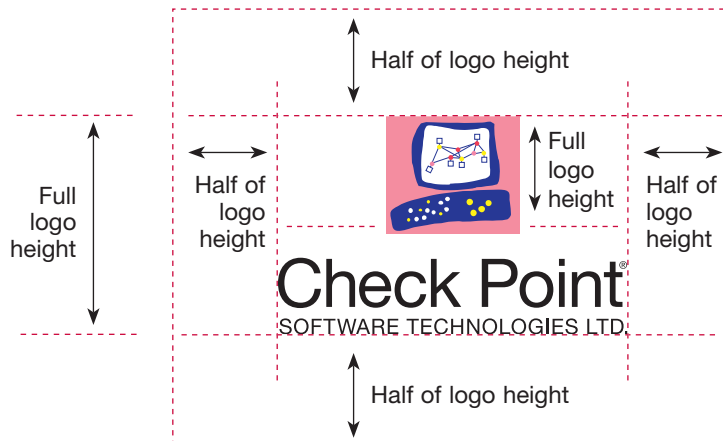 Half of logo height
Full
logo
height
Half of
logo
height
Full
logo
height
Half of
logo
height
Check Point®
SOFTWARE TECHNOLOGIES LTD.
Half of logo height